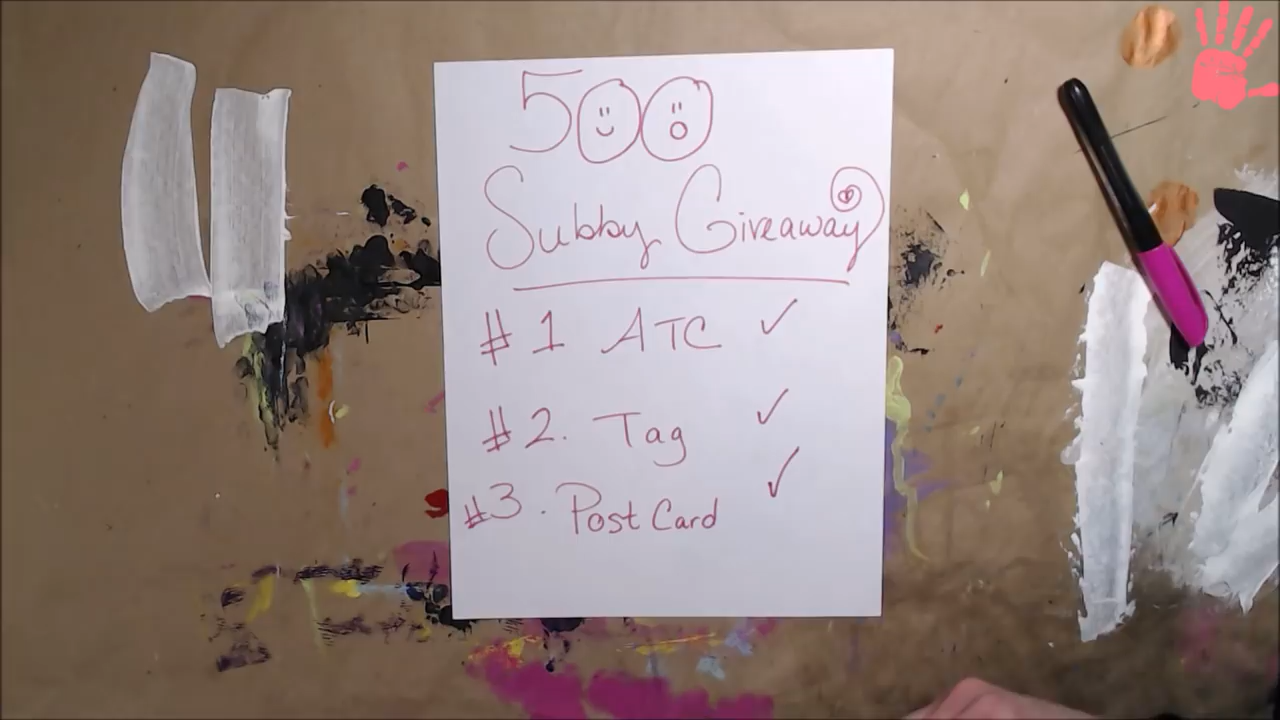 500
Subby Giveaway
#1 ATC ✓
#2. Tag ✓
#3. Post Card ✓